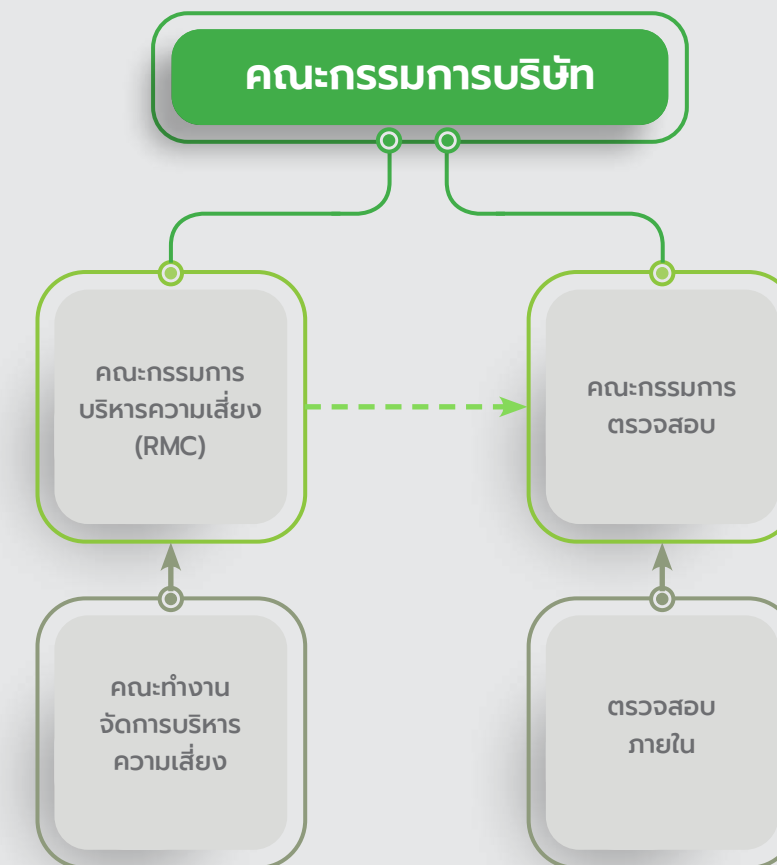 คณะกรรมการบริษัท
คณะกรรมการ
บริหารความเสี่ยง
(RMC)
คณะกรรมการ
ตรวจสอบ
คณะทำงาน
จัดการบริหาร
ความเสี่ยง
ตรวจสอบ
ภายใน